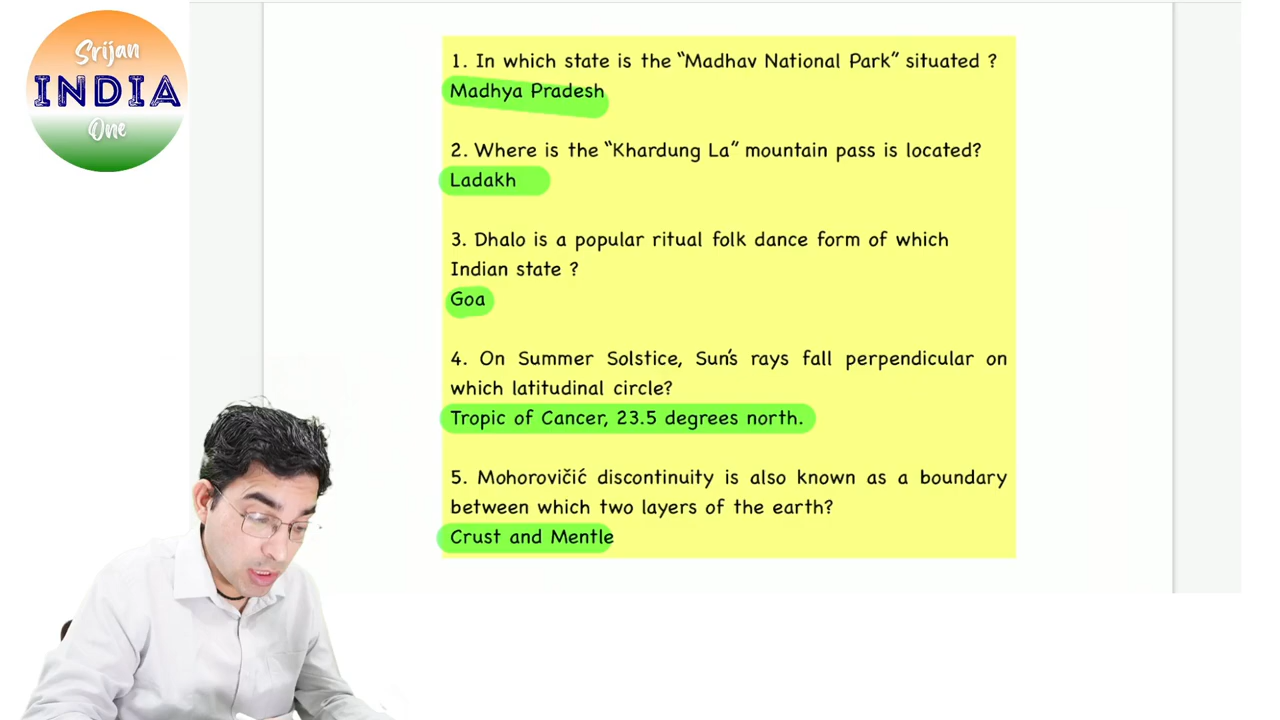 Srijan
INDIA
One
1. In which state is the “Madhav National Park” situated ?
Madhya Pradesh
2. Where is the “Khardung La” mountain pass is located?
Ladakh
3. Dhalo is a popular ritual folk dance form of which
Indian state ?
Goa
4. On Summer Solstice, Sun’s rays fall perpendicular on
which latitudinal circle?
Tropic of Cancer, 23.5 degrees north.
5. Mohorovičić discontinuity is also known as a boundary
between which two layers of the earth?
Crust and Mentle